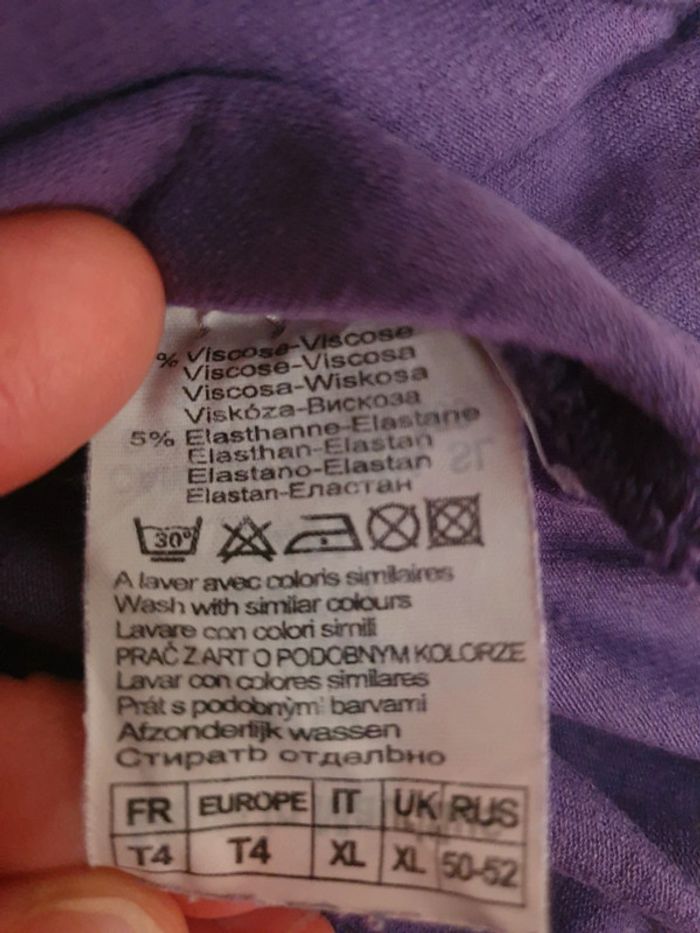 % Viscose-Viscose
Viscose-Viscosa
Viscosa-Wiskosa
Viskóza-Вискоза
5% Elasthanne-Elastane
Elasthan-Elastan
Elastano-Elastan
Elastan-Еластан
30°
A laver avec coloris similaires
Wash with similar colours
Lavare con colori simili
PRAĆ Z ART O PODOBNYM KOLORZE
Lavar con colores similares
Prát s podobnými barvami
Afzonderlijk wassen
Стирать отдельно
FR EUROPE IT UK RUS
T4 T4 XL XL 50-52